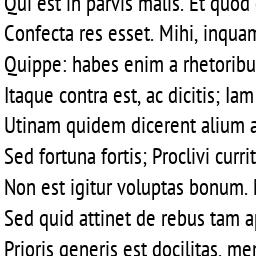 Qui est in parvis malis. Et quod
Confecta res esset. Mihi, inquam
Quippe: habes enim a rhetoribu
Itaque contra est, ac dicitis; Iam
Utinam quidem dicerent alium a
Sed fortuna fortis; Proclivi currit
Non est igitur voluptas bonum.
Sed quid attinet de rebus tam a
Prioris generis est docilitas, me